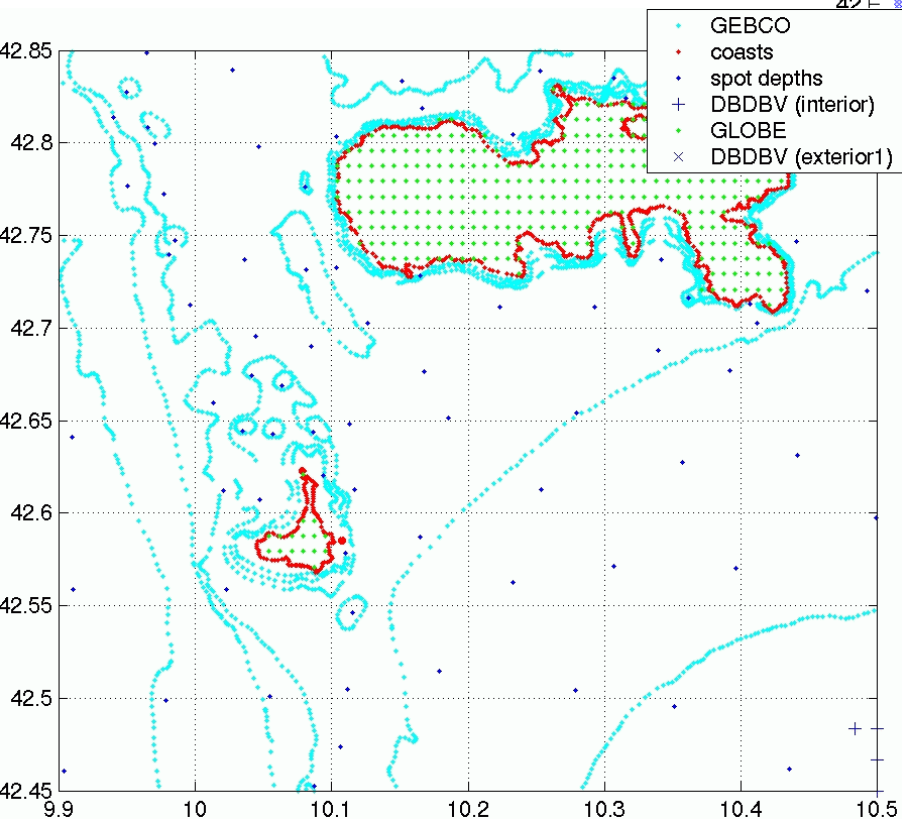 42
GEBCO
coasts
spot depths
DBDBV (interior)
GLOBE
DBDBV (exterior1)
42.85
42.8
42.75
42.7
42.65
42.6
42.55
42.5
42.45
9.9 10 10.1 10.2 10.3 10.4 10.5